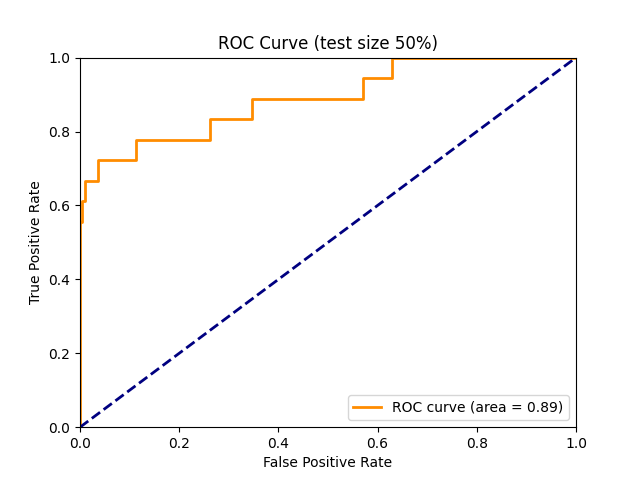 ROC Curve (test size 50%)
1.0
0.8
0.6
0.4
0.2
0.0
True Positive Rate
ROC curve (area = 0.89)
0.0 0.2 0.4 0.6 0.8 1.0
False Positive Rate